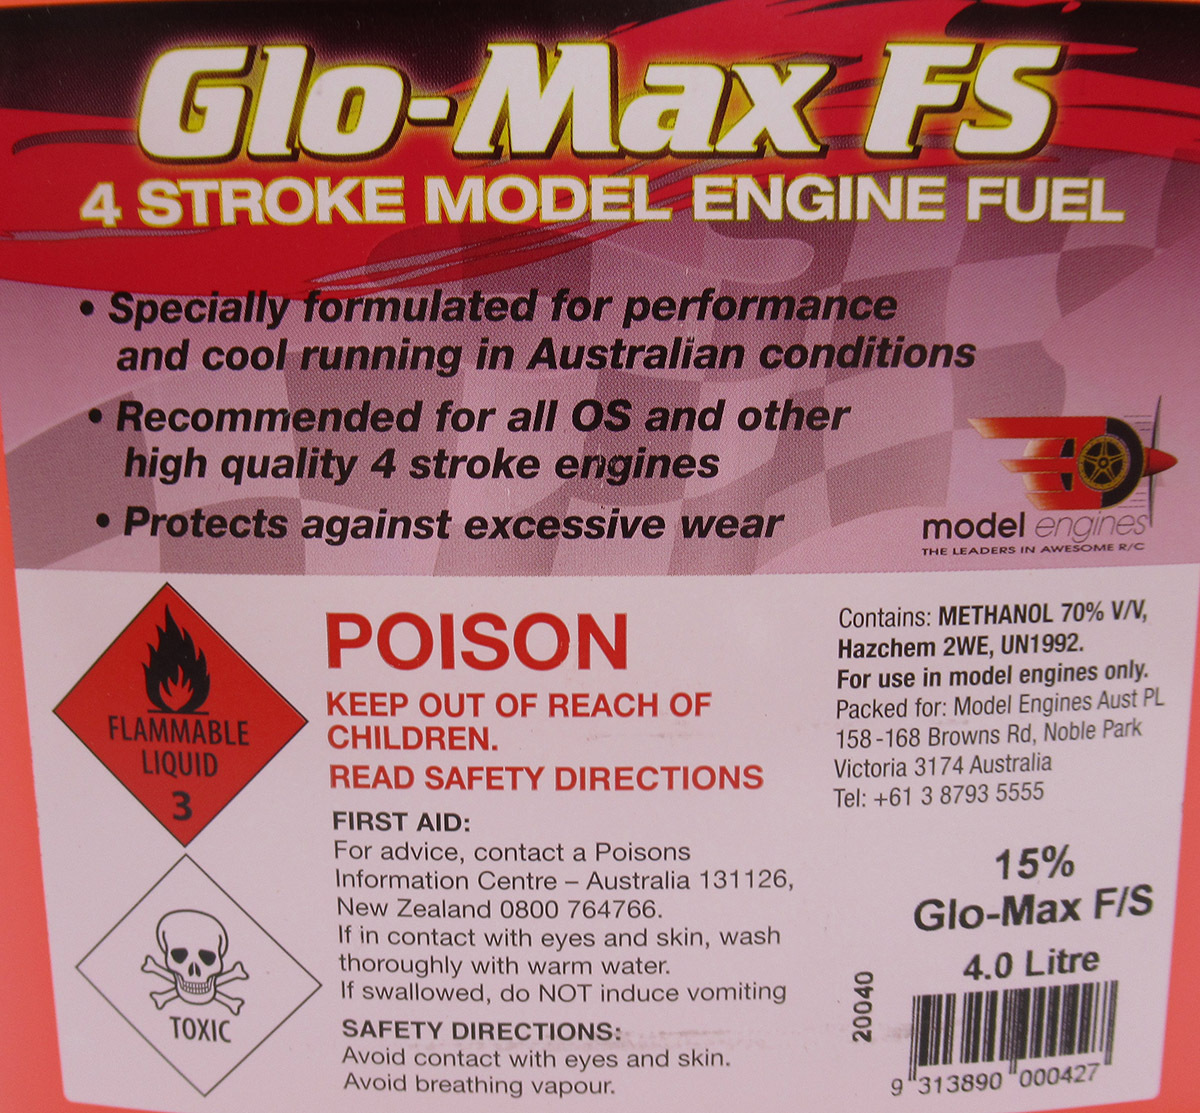 Glo-Max FS
4 STROKE MODEL ENGINE FUEL
• Specially formulated for performance
and cool running in Australian conditions
• Recommended for all OS and other
high quality 4 stroke engines
• Protects against excessive wear
model engines
THE LEADERS IN AWESOME R/C
FLAMMABLE
LIQUID
3
TOXIC
POISON
KEEP OUT OF REACH OF
CHILDREN.
READ SAFETY DIRECTIONS
FIRST AID:
For advice, contact a Poisons
Information Centre – Australia 131126,
New Zealand 0800 764766.
If in contact with eyes and skin, wash
thoroughly with warm water.
If swallowed, do NOT induce vomiting
SAFETY DIRECTIONS:
Avoid contact with eyes and skin.
Avoid breathing vapour.
Contains: METHANOL 70% V/V,
Hazchem 2WE, UN1992.
For use in model engines only.
Packed for: Model Engines Aust PL
158-168 Browns Rd, Noble Park
Victoria 3174 Australia
Tel: +61 3 8793 5555
15%
Glo-Max F/S
4.0 Litre
20040
9 313890 000427